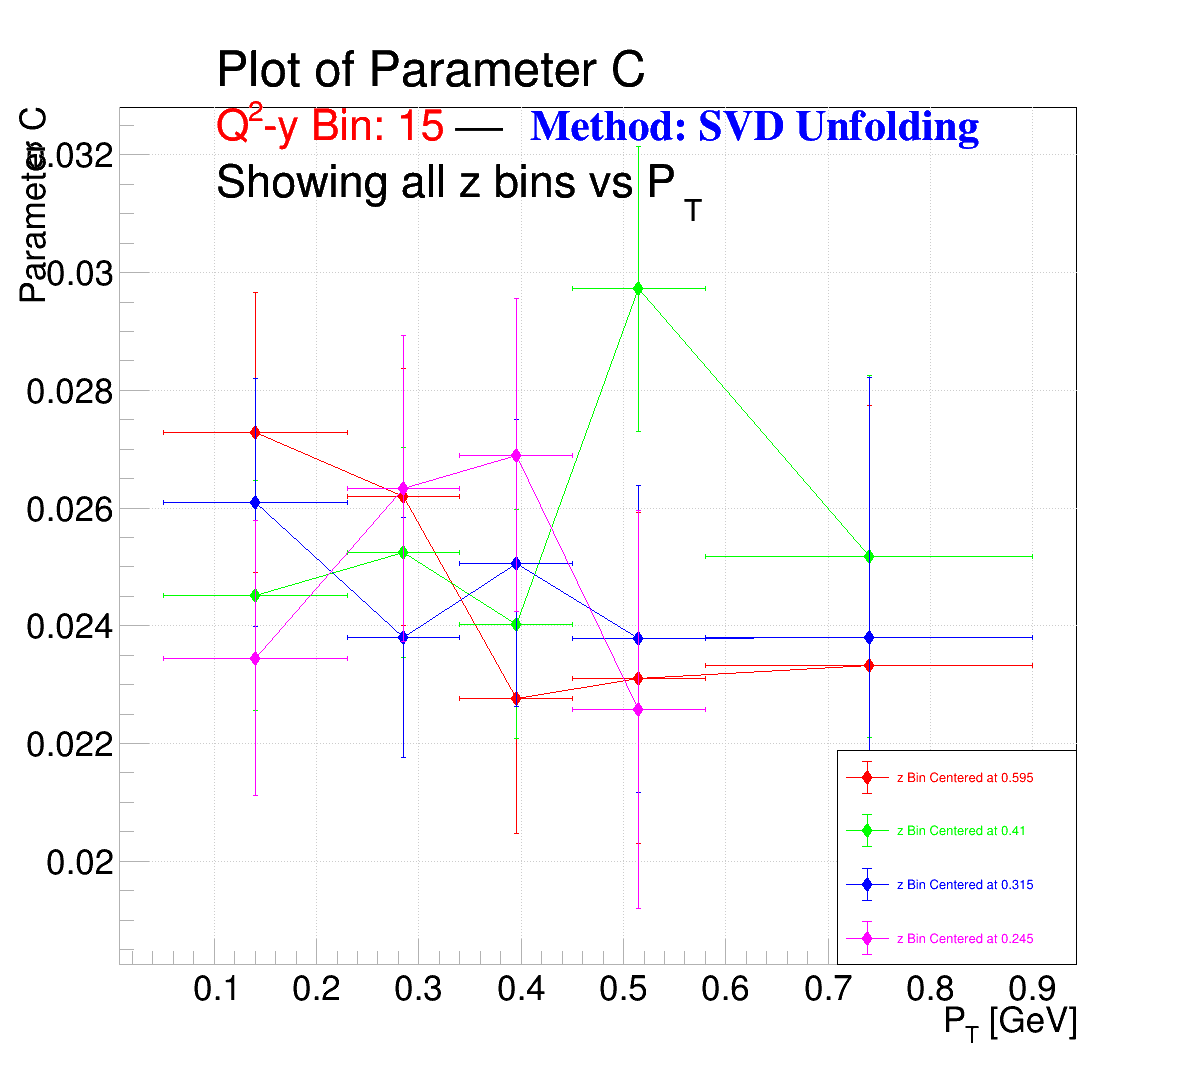 Plot of Parameter C
Q²-y Bin: 15 — Method: SVD Unfolding
Showing all z bins vs P_T
Parameter C
0.032
0.03
0.028
0.026
0.024
0.022
0.02
z Bin Centered at 0.595
z Bin Centered at 0.41
z Bin Centered at 0.315
z Bin Centered at 0.245
0.1 0.2 0.3 0.4 0.5 0.6 0.7 0.8 0.9
P_T [GeV]